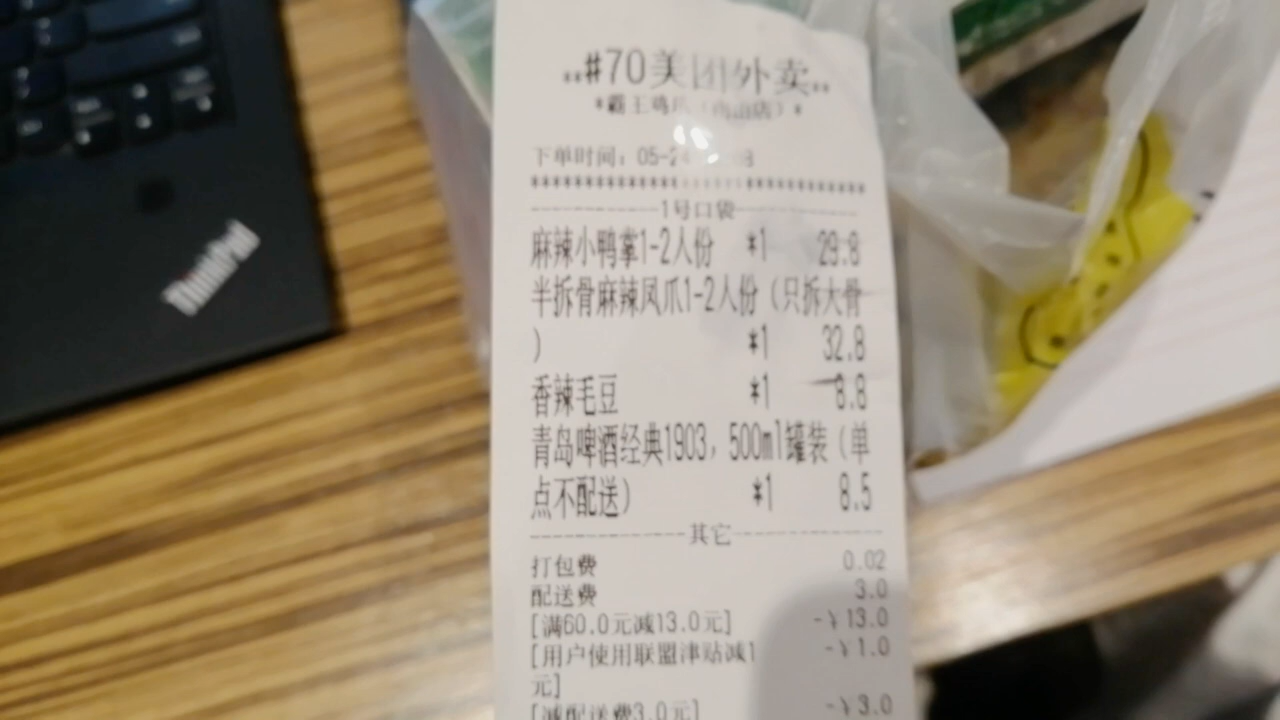 #70美团外卖
下单时间：05-24
1号口袋
麻辣小鸭掌1-2人份 *1 29.8
半拆骨麻辣凤爪1-2人份（只拆大骨
） *1 32.8
香辣毛豆 *1 8.8
青岛啤酒经典1903，500ml罐装（单
点不配送） *1 8.5
其它
打包费 0.02
配送费 3.0
[满60.0元减13.0元] -¥13.0
[用户使用联盟津贴减1 -¥1.0
元]
[减配送费3.0元] -¥3.0
ThinkPad